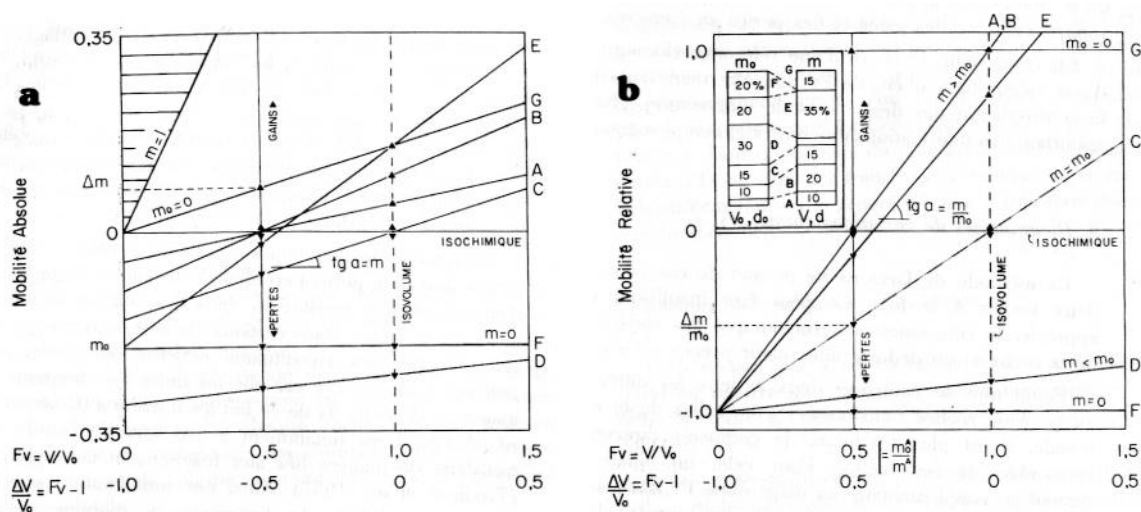 a
0,35
Δm
0
m₀
-0,35
Mobilité Absolue
m=1
m₀=0
GAINS
PERTES
tg a=m
ISOCHIMIQUE
ISOVOLUME
m=0
E
G
B
A
C
F
D
Fv=V/V₀ 0 0,5 1,0 1,5
ΔV/V₀=Fv-1 -1,0 -0,5 0 0,5
b
1,0
0
Δm/m₀
-1,0
Mobilité Relative
A,B
E
m₀=0
G
m>m₀
C
m=m₀
D
m<m₀
m=0
F
m₀
20%
20
30
15
10
V₀,d₀
G
F
E
D
C
B
A
m
15
35%
15
20
10
V,d
GAINS
PERTES
tg a=m/m₀
ISOCHIMIQUE
ISOVOLUME
Fv=V/V₀ 0 0,5 1,0 1,5
ΔV/V₀=Fv-1 -1,0 -0,5 0 0,5